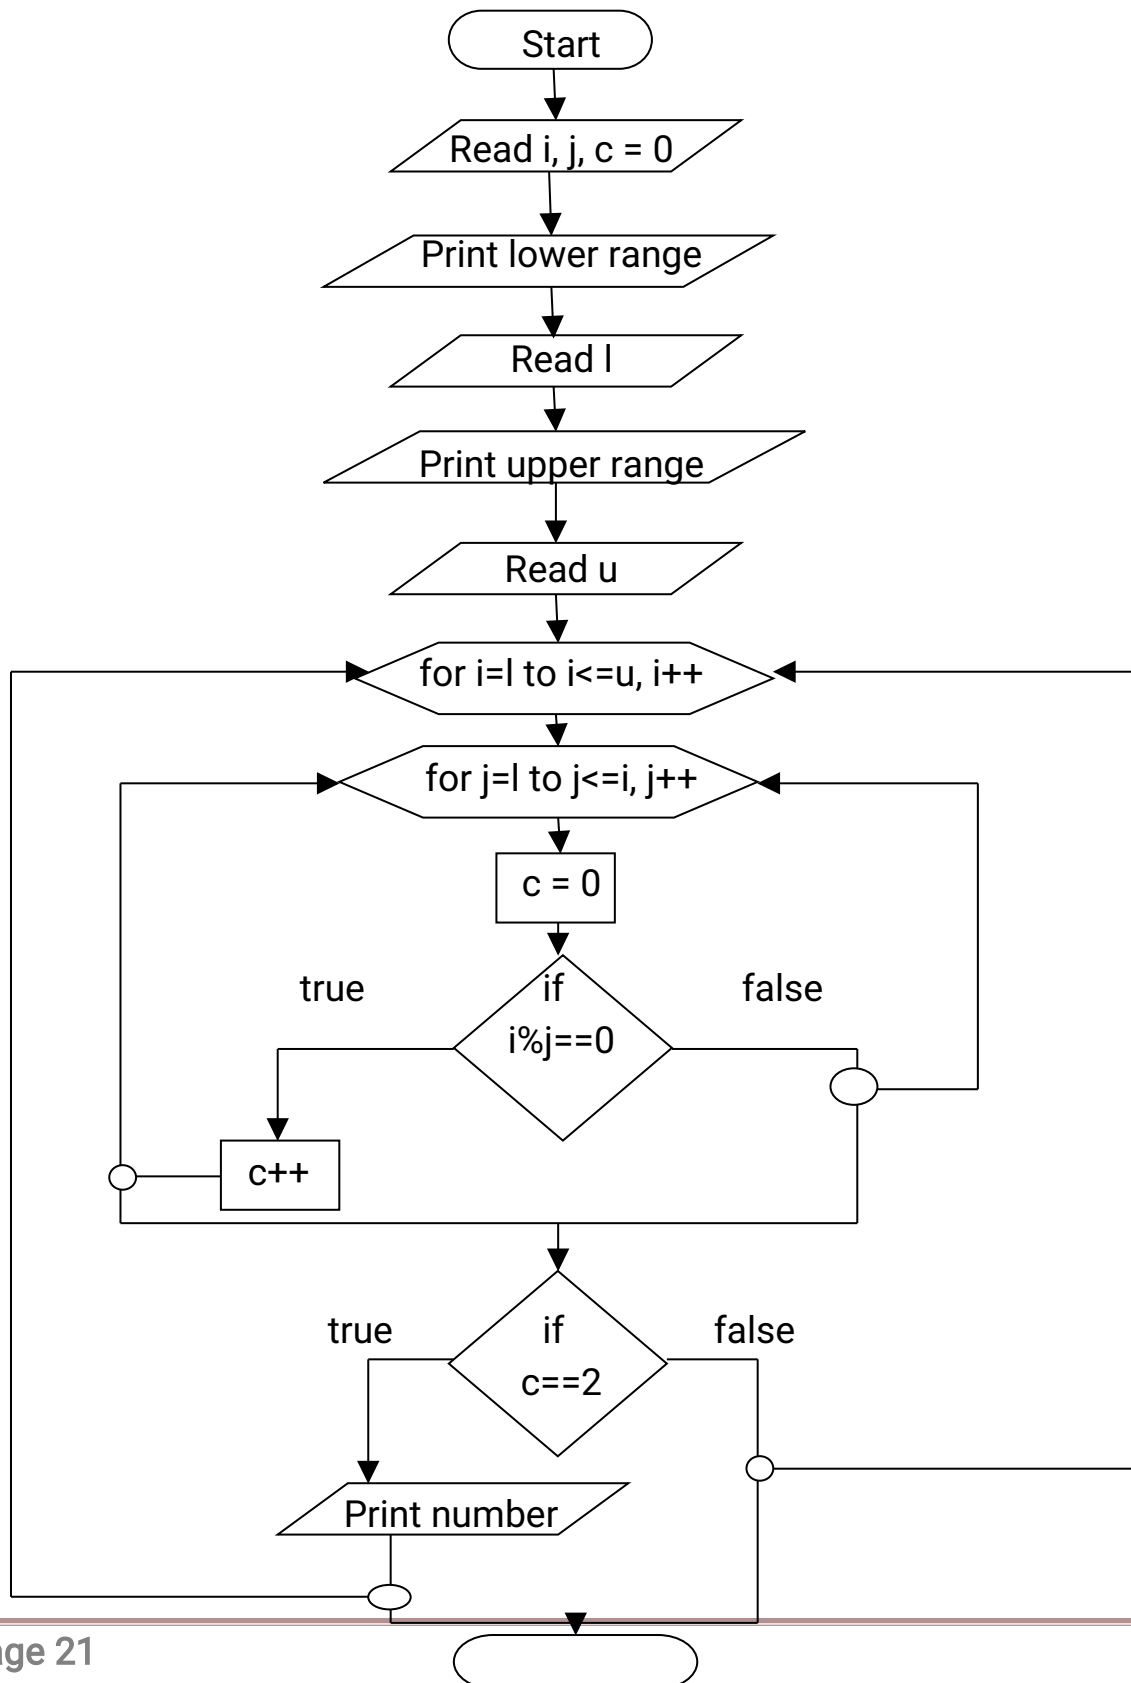 Start
Read i, j, c = 0
Print lower range
Read l
Print upper range
Read u
for i=l to i<=u, i++
for j=l to j<=i, j++
c = 0
true
if
false
i%j==0
c++
true
if
false
c==2
Print number
age 21